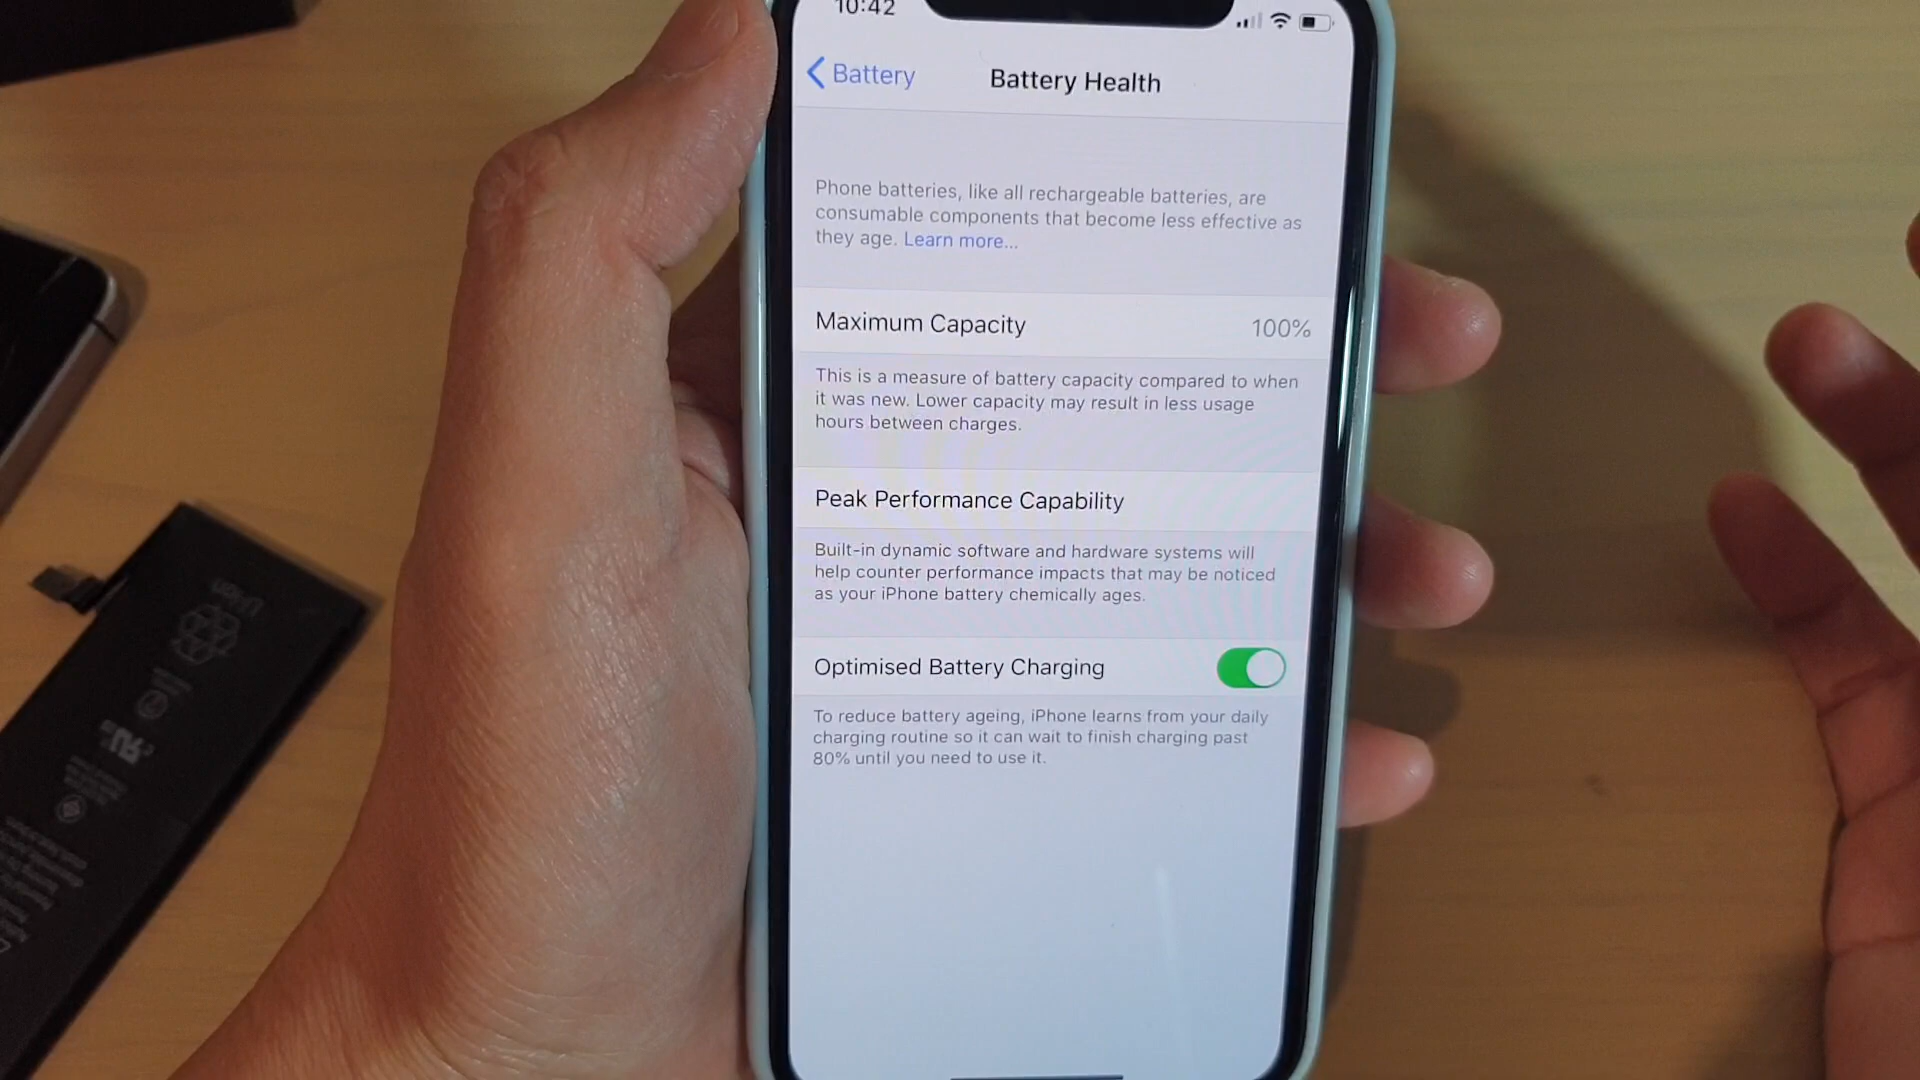 10:42
Battery
Battery Health
Phone batteries, like all rechargeable batteries, are
consumable components that become less effective as
they age. Learn more...
Maximum Capacity 100%
This is a measure of battery capacity compared to when
it was new. Lower capacity may result in less usage
hours between charges.
Peak Performance Capability
Built-in dynamic software and hardware systems will
help counter performance impacts that may be noticed
as your iPhone battery chemically ages.
Optimised Battery Charging
To reduce battery ageing, iPhone learns from your daily
charging routine so it can wait to finish charging past
80% until you need to use it.
Li-ion